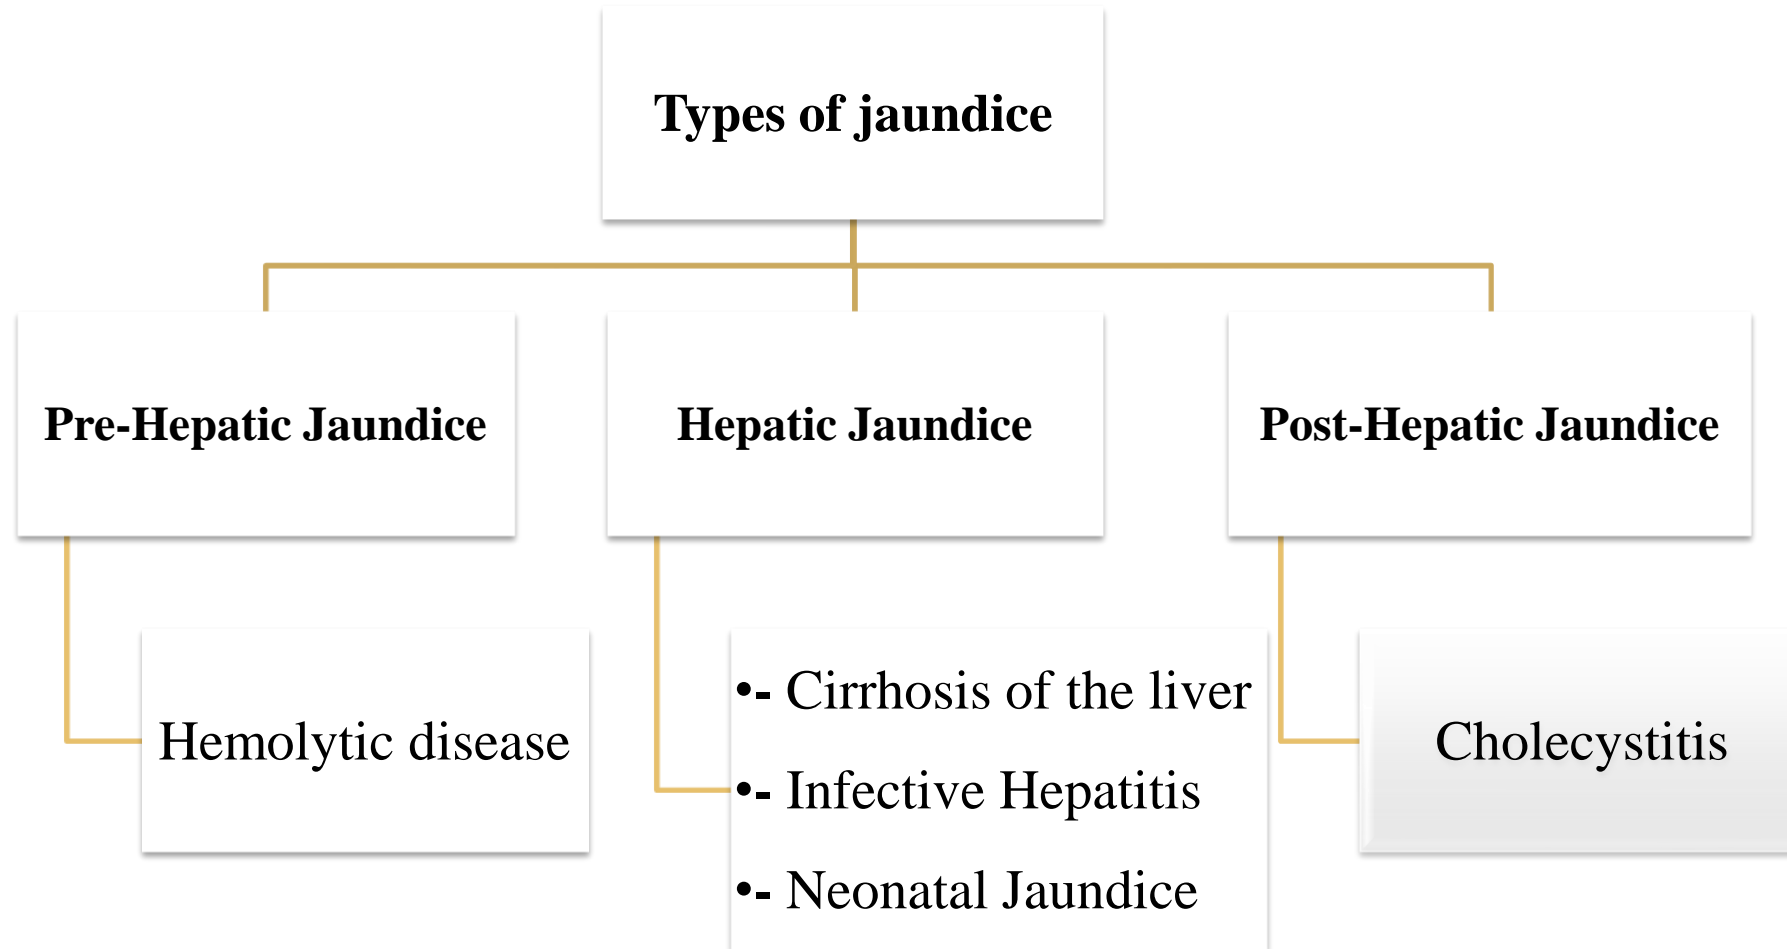 Types of jaundice
Pre-Hepatic Jaundice
Hepatic Jaundice
Post-Hepatic Jaundice
Hemolytic disease
•- Cirrhosis of the liver
•- Infective Hepatitis
•- Neonatal Jaundice
Cholecystitis